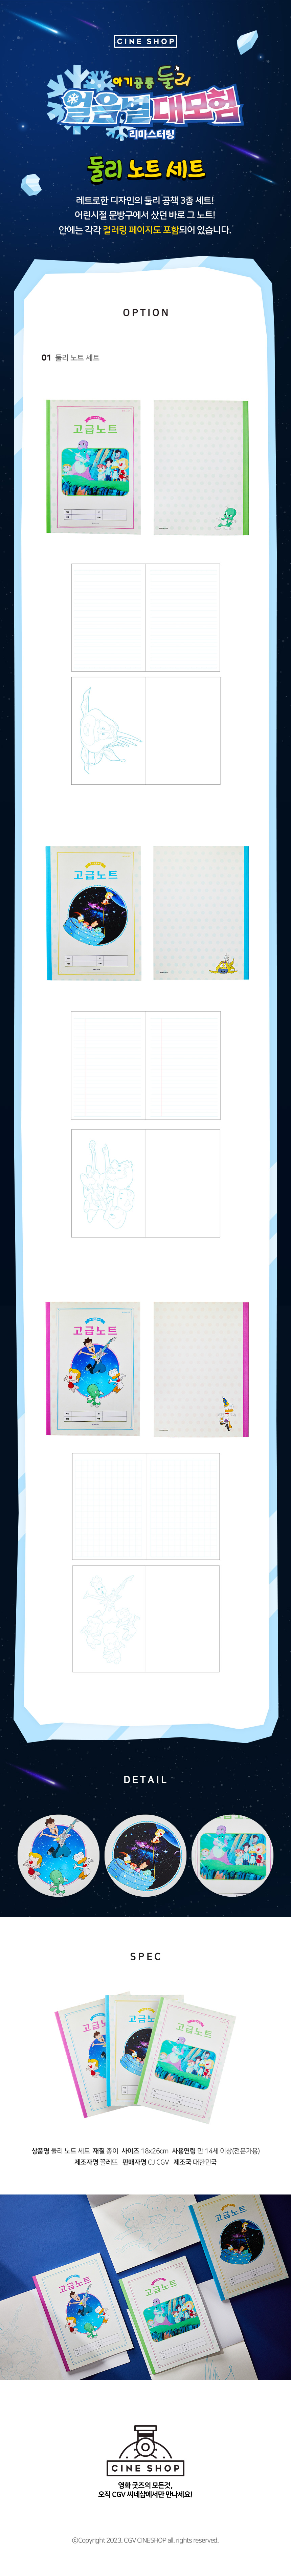 CINE SHOP
아기공룡 둘리
얼음별 대모험
리마스터링
둘리 노트 세트
레트로한 디자인의 둘리 공책 3종 세트!
어린시절 문방구에서 샀던 바로 그 노트!
안에는 각각 컬러링 페이지도 포함되어 있습니다.
OPTION
01 둘리 노트 세트
고급노트
고급노트
고급노트
DETAIL
SPEC
고급노트
고급노트
고급노트
상품명 둘리 노트 세트 재질 종이 사이즈 18x26cm 사용연령 만 14세 이상(전문가용)
제조자명 꼴레뜨 판매자명 CJ CGV 제조국 대한민국
고급노트
고급노트
고급노트
CINE SHOP
영화 굿즈의 모든것,
오직 CGV 씨네샵에서만 만나세요!
ⓒCopyright 2023. CGV CINESHOP all. rights reserved.